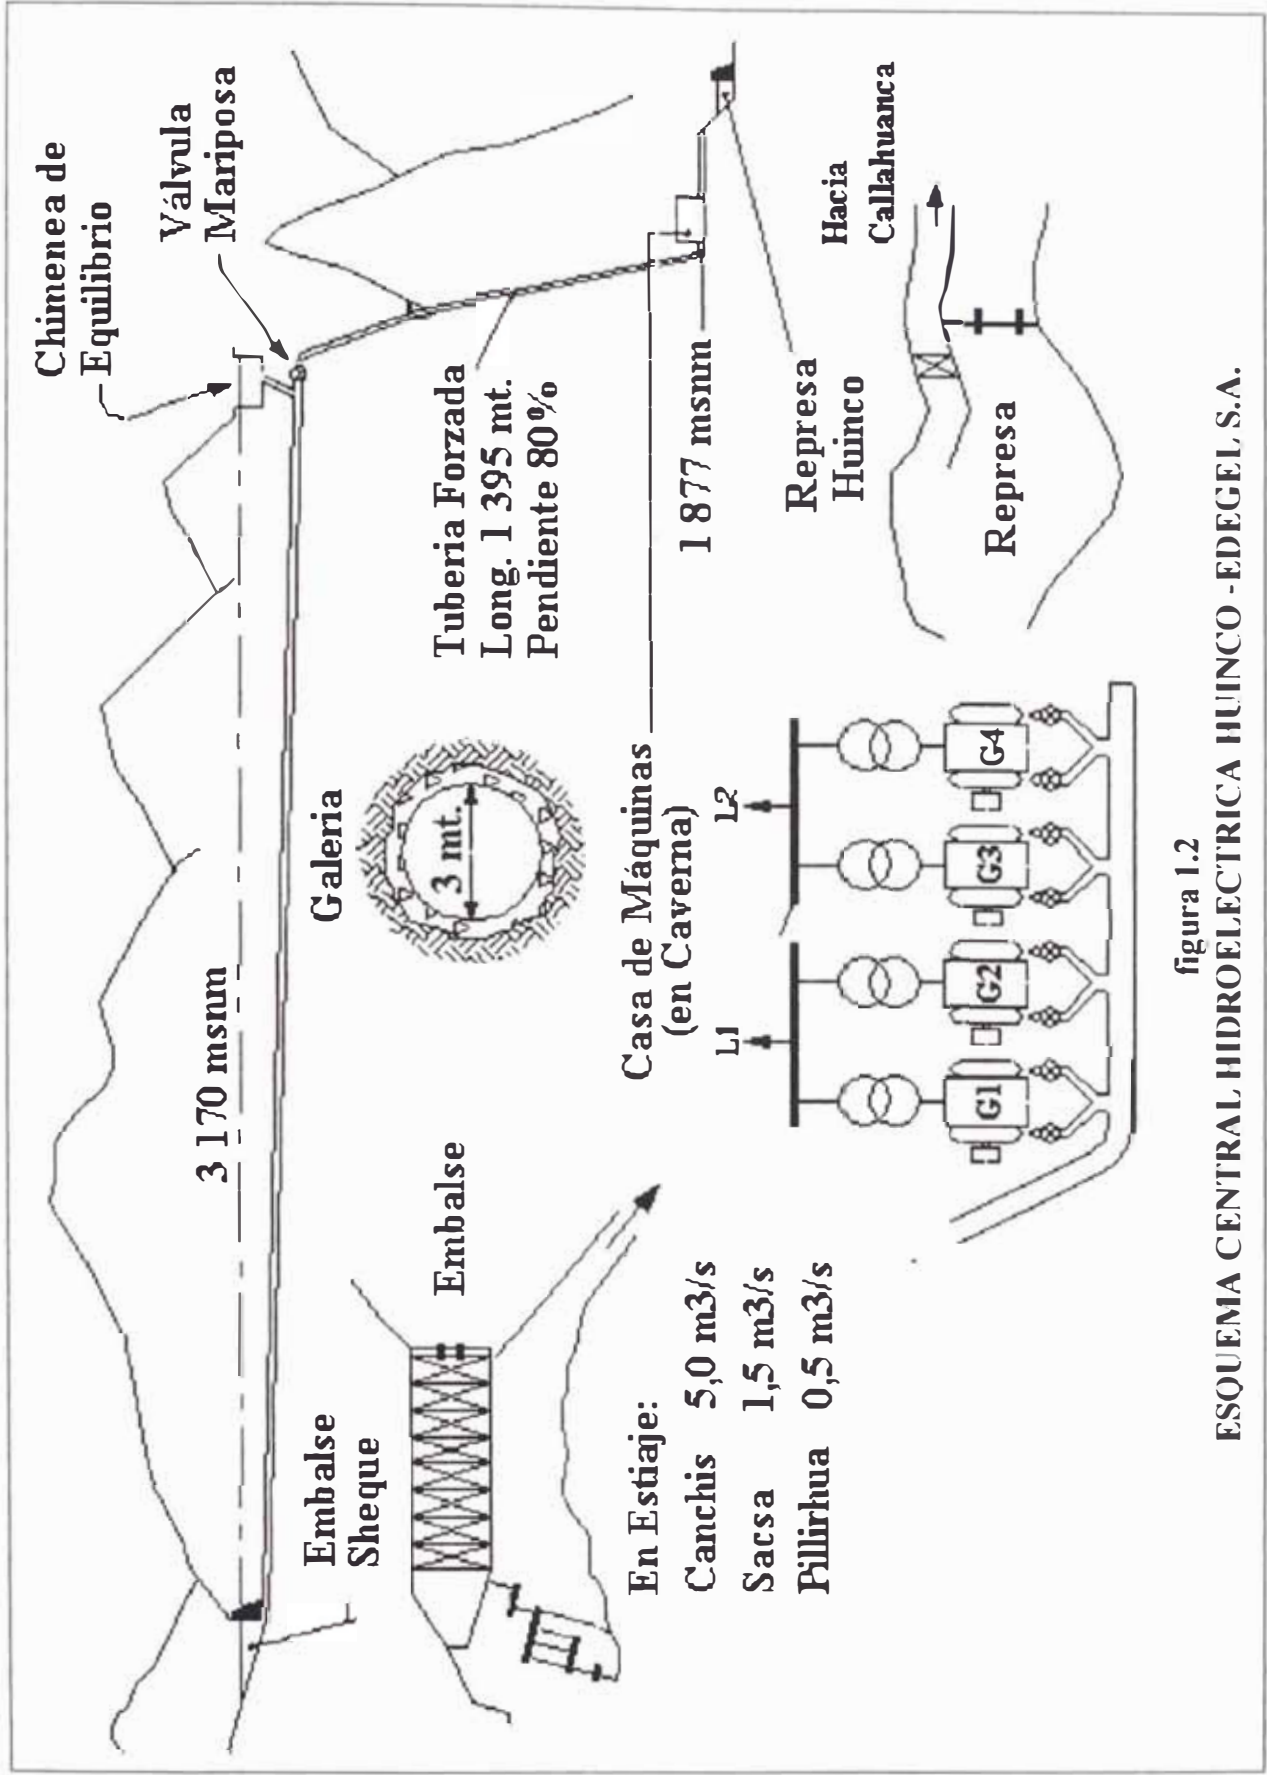 Chimenea de
Equilibrio
Válvula
Mariposa
3 170 msnm
Embalse
Sheque
Galeria
3 mt.
Tuberia Forzada
Long. 1 395 mt.
Pendiente 80%
Embalse
Casa de Máquinas
(en Caverna)
1 877 msnm
Represa
Huinco
Hacia
Callahuanca
Represa
En Estiaje:
Canchis 5,0 m3/s
Sacsa 1,5 m3/s
Pillirhua 0,5 m3/s
L1
L2
G1
G2
G3
G4
figura 1.2
ESQUEMA CENTRAL HIDROELECTRICA HUINCO -EDEGEL S.A.